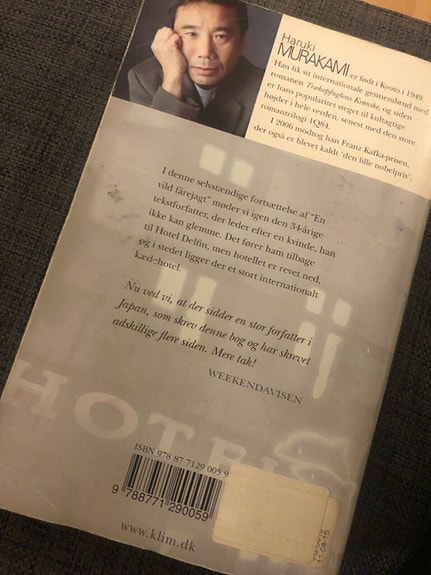 Haruki
MURAKAMI er født i Kyoto i 1949.
Han fik sit internationale gennembrud med
romanen Trækopfuglens Krønike, og siden
er hans popularitet steget til kultagtige
højder i hele verden, senest med den store
romantrilogi 1Q84.
I 2006 modtog han Franz Kafka-prisen,
der også er blevet kaldt 'den lille nobelpris'.
I denne selvstændige fortsættelse af "En
vild fårejagt" møder vi igen den 34-årige
tekstforfatter, der leder efter en kvinde, han
ikke kan glemme. Det fører ham tilbage
til Hotel Delfin, men hotellet er revet ned,
og i stedet ligger der et stort internationalt
kædehotel.
Nu ved vi, at der sidder en stor forfatter i
Japan, som skrev denne bog og har skrevet
adskillige flere siden. Mere tak!
WEEKENDAVISEN
HOTEL
ISBN 978 87 7129 005 9
9 788771 290059
www.klim.dk
11-08-15